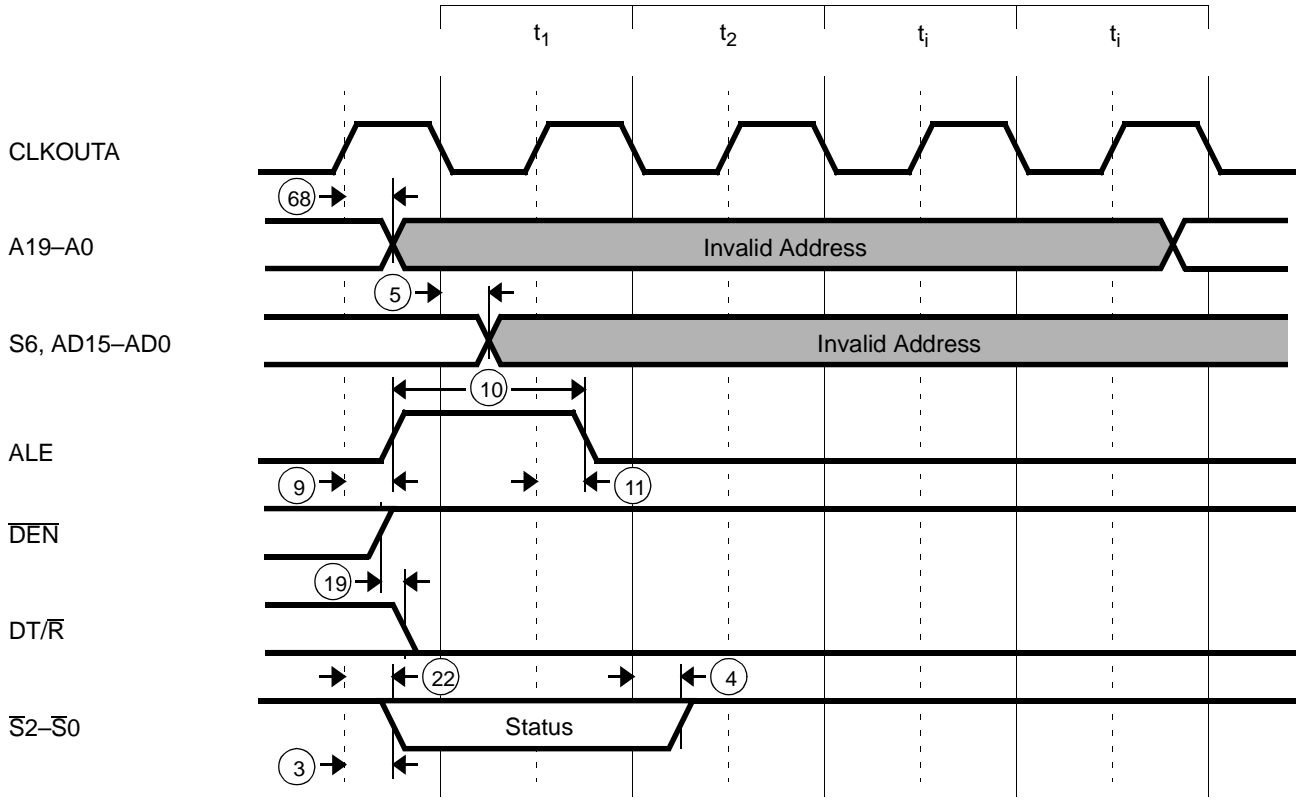 t1 t2 ti ti
CLKOUTA
68
A19–A0 Invalid Address
5
S6, AD15–AD0 Invalid Address
10
ALE
9 11
DEN
19
DT/R
22 4
S2–S0 Status
3